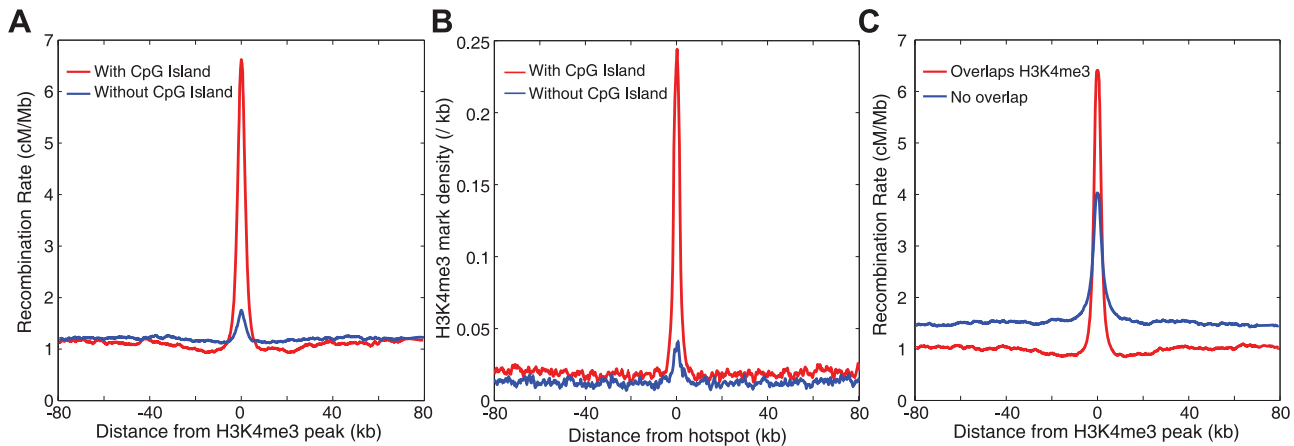 A
Recombination Rate (cM/Mb)
7
6
5
4
3
2
1
0
-80
-40
0
40
80
With CpG Island
Without CpG Island
Distance from H3K4me3 peak (kb)
B
H3K4me3 mark density (/ kb)
0.25
0.2
0.15
0.1
0.05
0
-80
-40
0
40
80
With CpG Island
Without CpG Island
Distance from hotspot (kb)
C
Recombination Rate (cM/Mb)
7
6
5
4
3
2
1
0
-80
-40
0
40
80
Overlaps H3K4me3
No overlap
Distance from H3K4me3 peak (kb)